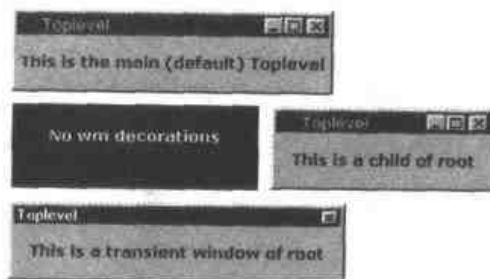 Toplevel
This is the main (default) Toplevel
No wm decorations
Toplevel
This is a child of root
Toplevel
This is a transient window of root